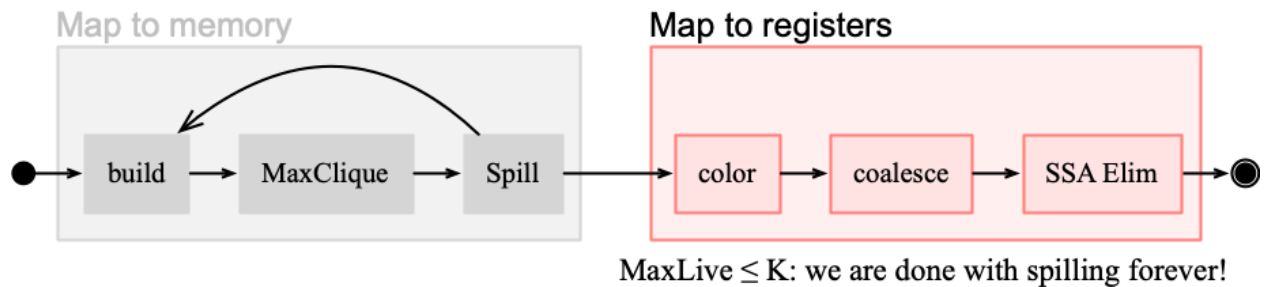 Map to memory
Map to registers
build
MaxClique
Spill
color
coalesce
SSA Elim
MaxLive ≤ K: we are done with spilling forever!